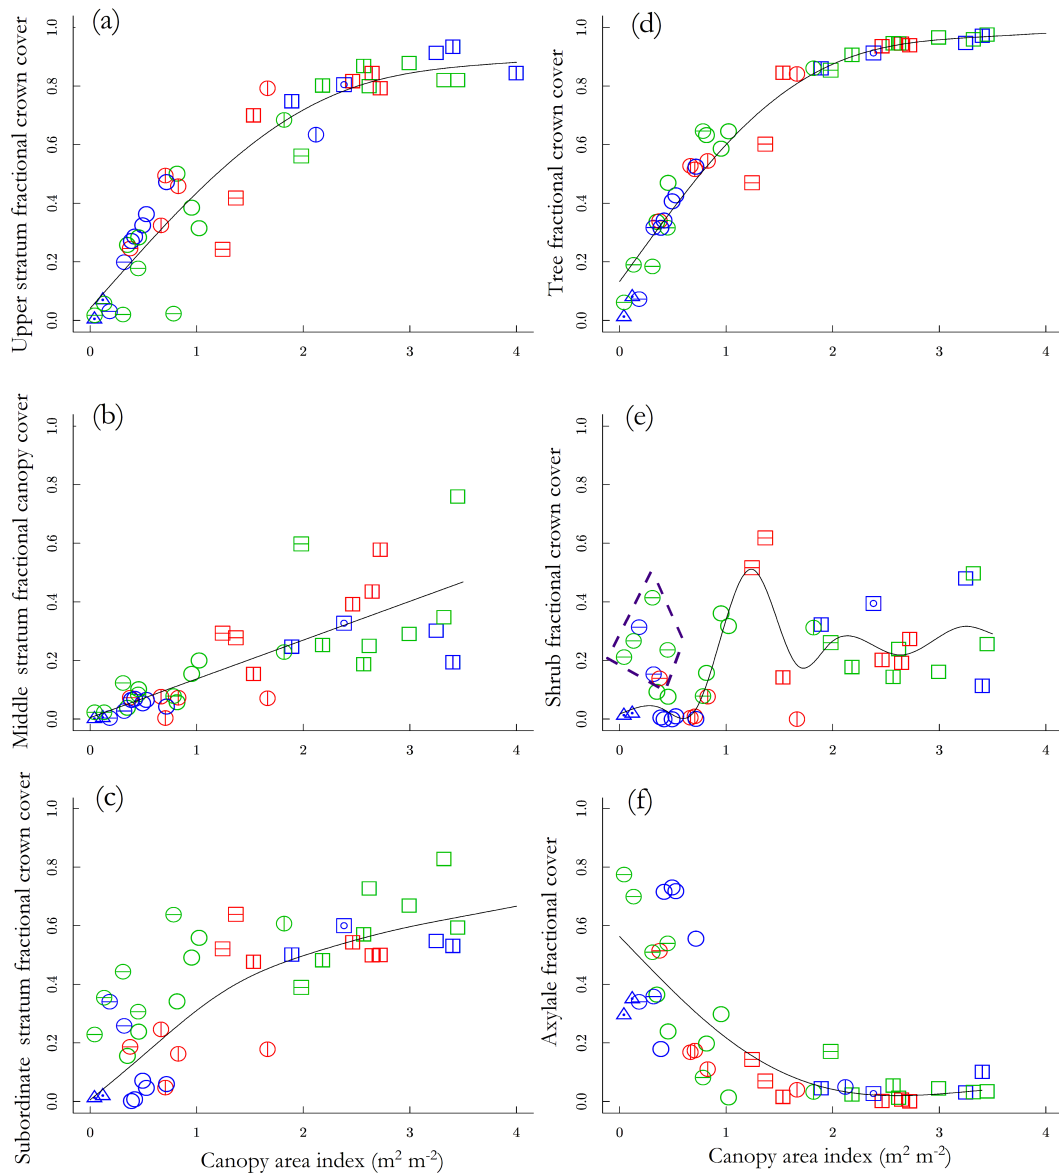 (a)
Upper stratum fractional crown cover
0.0 0.2 0.4 0.6 0.8 1.0
0 1 2 3 4
(d)
Tree fractional crown cover
0.0 0.2 0.4 0.6 0.8 1.0
0 1 2 3 4
(b)
Middle stratum fractional canopy cover
0.0 0.2 0.4 0.6 0.8 1.0
0 1 2 3 4
(e)
Shrub fractional crown cover
0.0 0.2 0.4 0.6 0.8 1.0
0 1 2 3 4
(c)
Subordinate stratum fractional crown cover
0.0 0.2 0.4 0.6 0.8 1.0
0 1 2 3 4
Canopy area index (m² m⁻²)
(f)
Axylale fractional cover
0.0 0.2 0.4 0.6 0.8 1.0
0 1 2 3 4
Canopy area index (m² m⁻²)